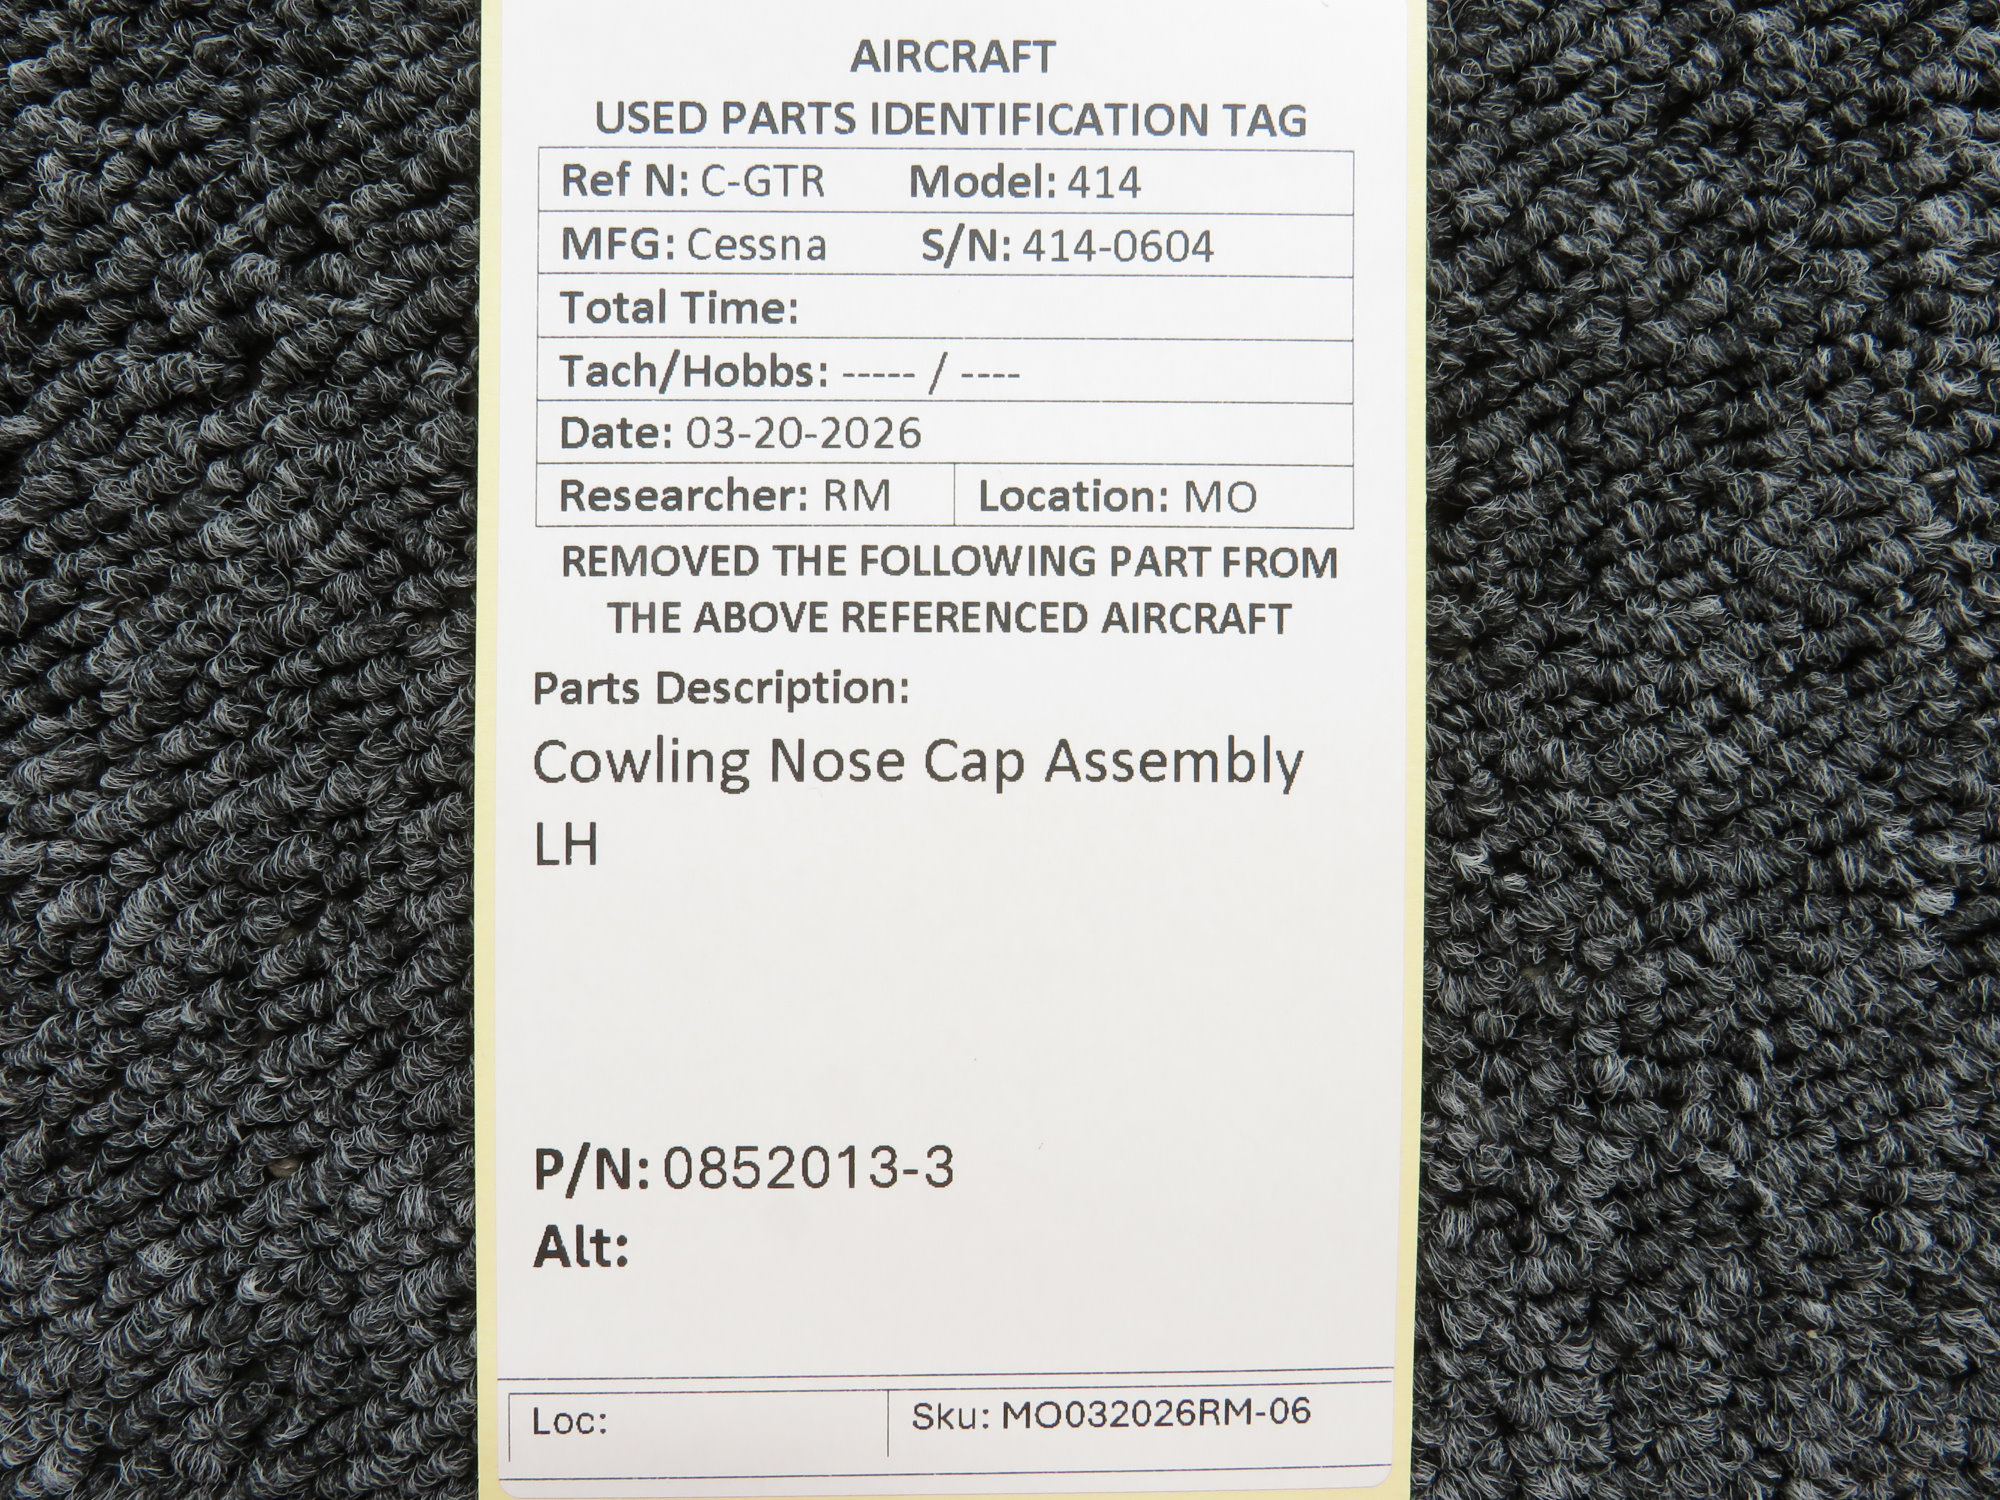 AIRCRAFT
USED PARTS IDENTIFICATION TAG
Ref N: C-GTR Model: 414
MFG: Cessna S/N: 414-0604
Total Time:
Tach/Hobbs: ----- / ----
Date: 03-20-2026
Researcher: RM Location: MO
REMOVED THE FOLLOWING PART FROM
THE ABOVE REFERENCED AIRCRAFT
Parts Description:
Cowling Nose Cap Assembly
LH
P/N: 0852013-3
Alt:
Loc: Sku: MO032026RM-06